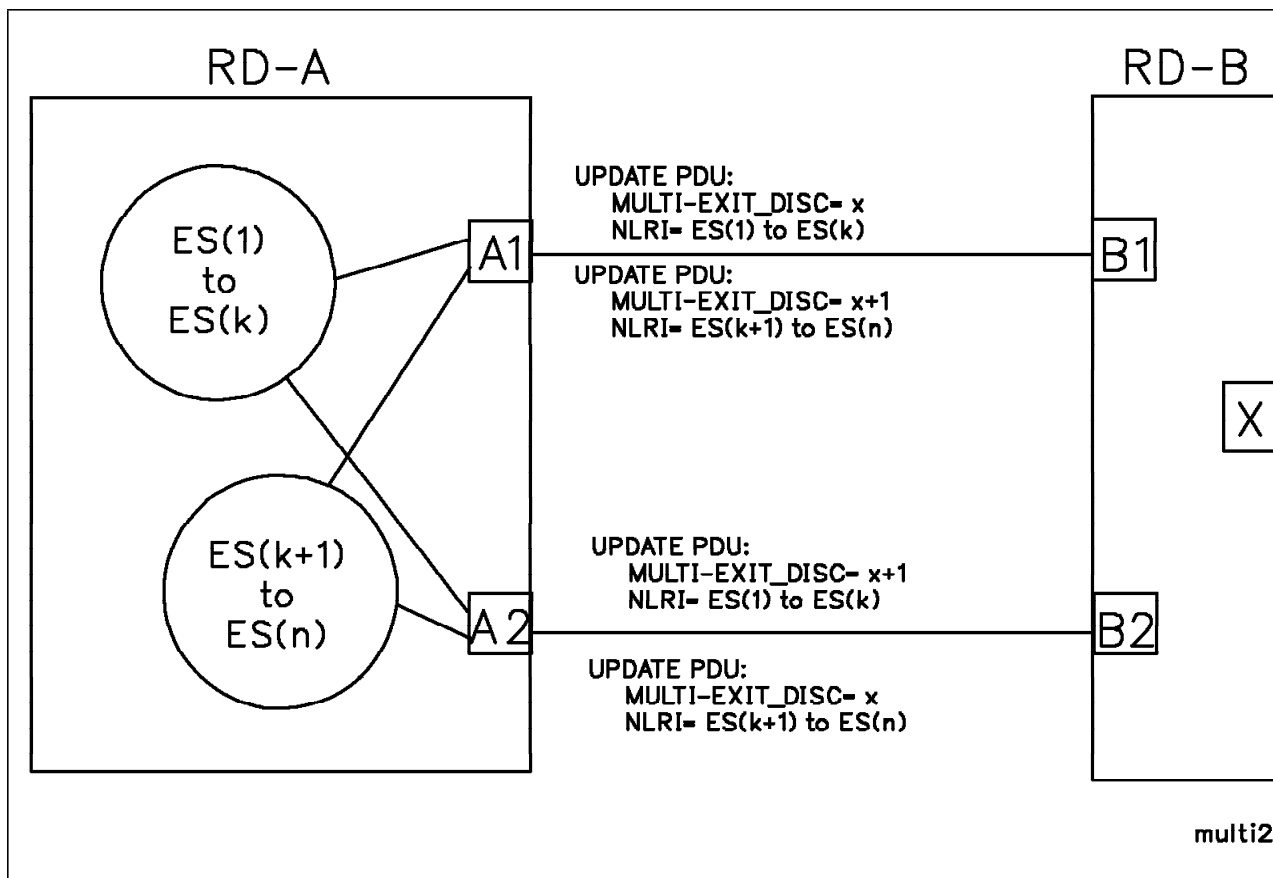 RD-A
RD-B
UPDATE PDU:
MULTI-EXIT_DISC= x
NLRI= ES(1) to ES(k)
ES(1)
to
ES(k)
A1
B1
UPDATE PDU:
MULTI-EXIT_DISC= x+1
NLRI= ES(k+1) to ES(n)
X
ES(k+1)
to
ES(n)
UPDATE PDU:
MULTI-EXIT_DISC= x+1
NLRI= ES(1) to ES(k)
A2
B2
UPDATE PDU:
MULTI-EXIT_DISC= x
NLRI= ES(k+1) to ES(n)
multi2